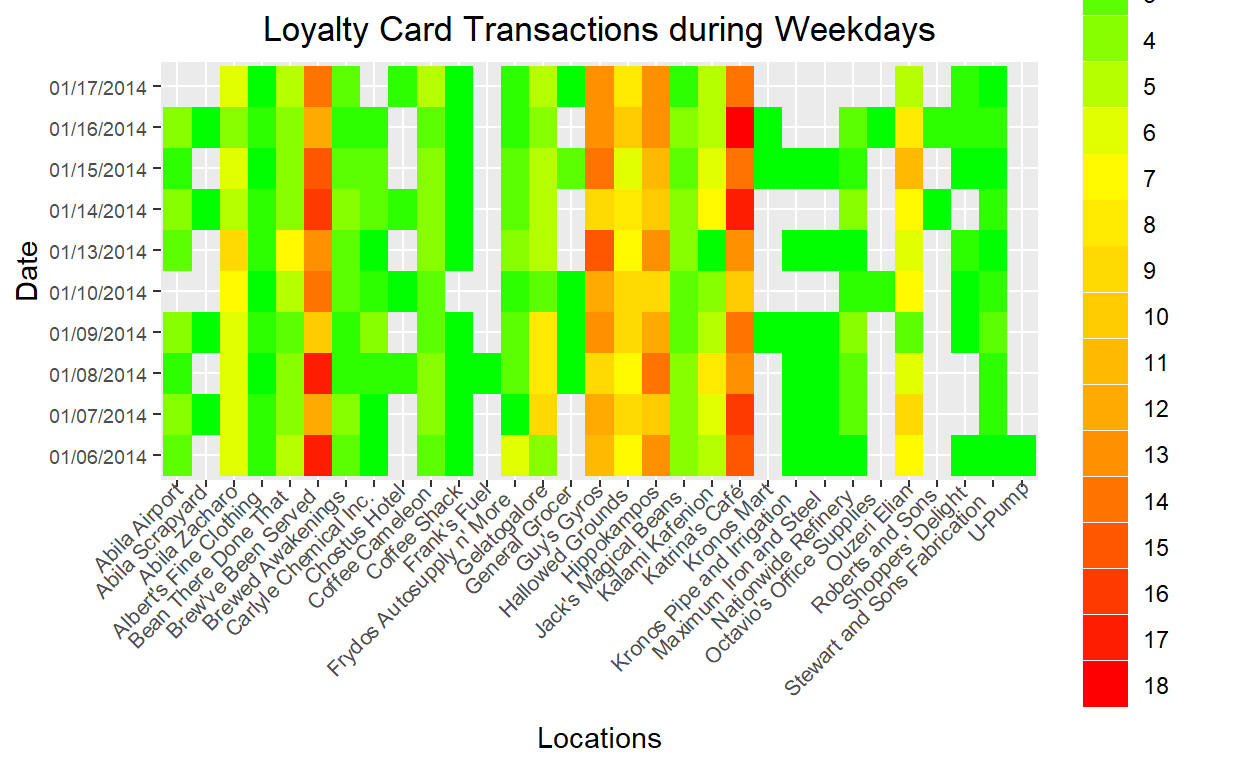 Loyalty Card Transactions during Weekdays
Date
01/17/2014
01/16/2014
01/15/2014
01/14/2014
01/13/2014
01/10/2014
01/09/2014
01/08/2014
01/07/2014
01/06/2014
Abila Airport
Abila Scrapyard
Abila Zacharo
Albert's Fine Clothing
Bean There Done That
Brew've Been Served
Brewed Awakenings
Carlyle Chemical Inc.
Chostus Hotel
Coffee Cameleon
Coffee Shack
Frank's Fuel
Frydos Autosupply n' More
Gelatogalore
General Grocer
Guy's Gyros
Hallowed Grounds
Hippokampos
Jack's Magical Beans
Kalami Kafenion
Katrina's Café
Kronos Mart
Kronos Pipe and Irrigation
Maximum Iron and Steel
Nationwide Refinery
Octavio's Office Supplies
Ouzeri Elian
Roberts and Sons
Shoppers' Delight
Stewart and Sons Fabrication
U-Pump
Locations
4
5
6
7
8
9
10
11
12
13
14
15
16
17
18